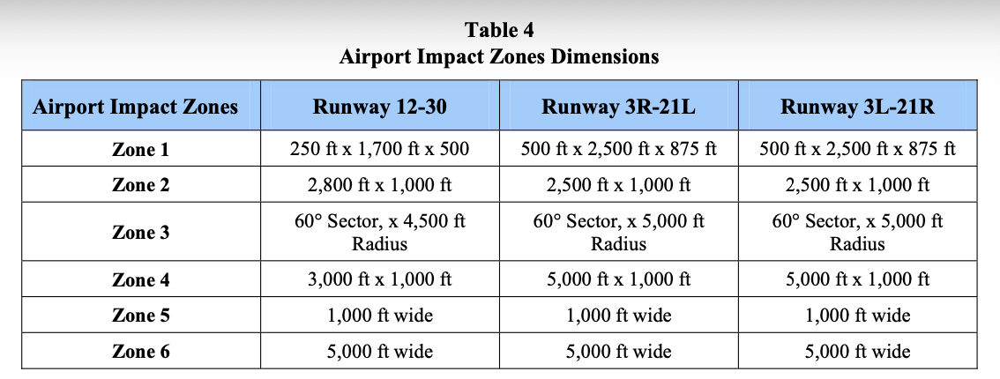 Table 4
Airport Impact Zones Dimensions
Airport Impact Zones Runway 12-30 Runway 3R-21L Runway 3L-21R
Zone 1 250 ft x 1,700 ft x 500 500 ft x 2,500 ft x 875 ft 500 ft x 2,500 ft x 875 ft
Zone 2 2,800 ft x 1,000 ft 2,500 ft x 1,000 ft 2,500 ft x 1,000 ft
Zone 3 60° Sector, x 4,500 ft Radius 60° Sector, x 5,000 ft Radius 60° Sector, x 5,000 ft Radius
Zone 4 3,000 ft x 1,000 ft 5,000 ft x 1,000 ft 5,000 ft x 1,000 ft
Zone 5 1,000 ft wide 1,000 ft wide 1,000 ft wide
Zone 6 5,000 ft wide 5,000 ft wide 5,000 ft wide